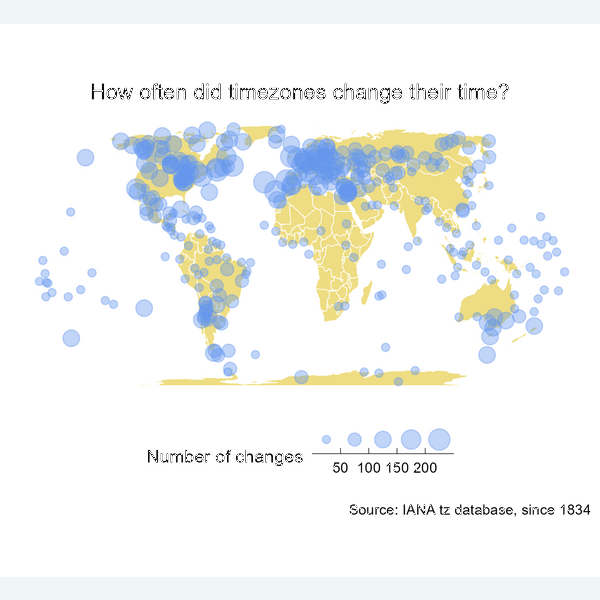 How often did timezones change their time?
Number of changes
50 100 150 200
Source: IANA tz database, since 1834